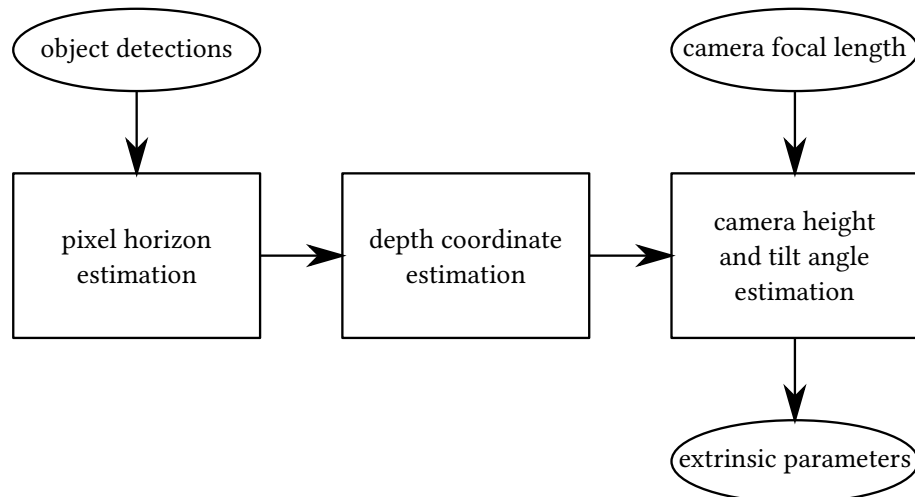 object detections
camera focal length
pixel horizon
estimation
depth coordinate
estimation
camera height
and tilt angle
estimation
extrinsic parameters